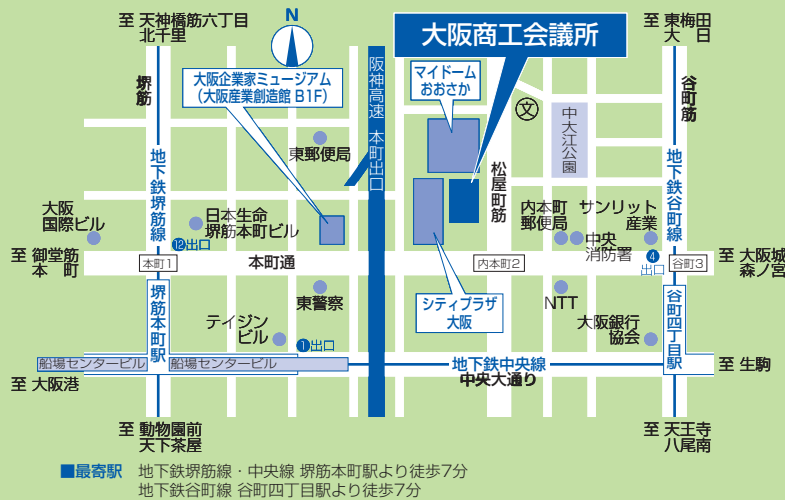 至 天神橋筋六丁目
北千里
N
大阪商工会議所
至 東梅田
大 日
堺筋
大阪企業家ミュージアム
(大阪産業創造館 B1F)
阪神高速 本町出口
マイドーム
おおさか
文
中大江公園
谷町筋
東郵便局
地下鉄堺筋線
松屋町筋
地下鉄谷町線
大阪
国際ビル
日本生命
堺筋本町ビル
⑫出口
内本町
郵便局
サンリット
産業
中央
消防署
④
出口
至 御堂筋
本 町
本町1
本町通
内本町2
谷町3
至 大阪城
森ノ宮
堺筋本町駅
東警察
シティプラザ
大阪
NTT
谷町四丁目駅
テイジン
ビル
①出口
大阪銀行
協会
船場センタービル
船場センタービル
地下鉄中央線
中央大通り
至 生駒
至 大阪港
至 動物園前
天下茶屋
至 天王寺
八尾南
■最寄駅 地下鉄堺筋線・中央線 堺筋本町駅より徒歩7分
地下鉄谷町線 谷町四丁目駅より徒歩7分